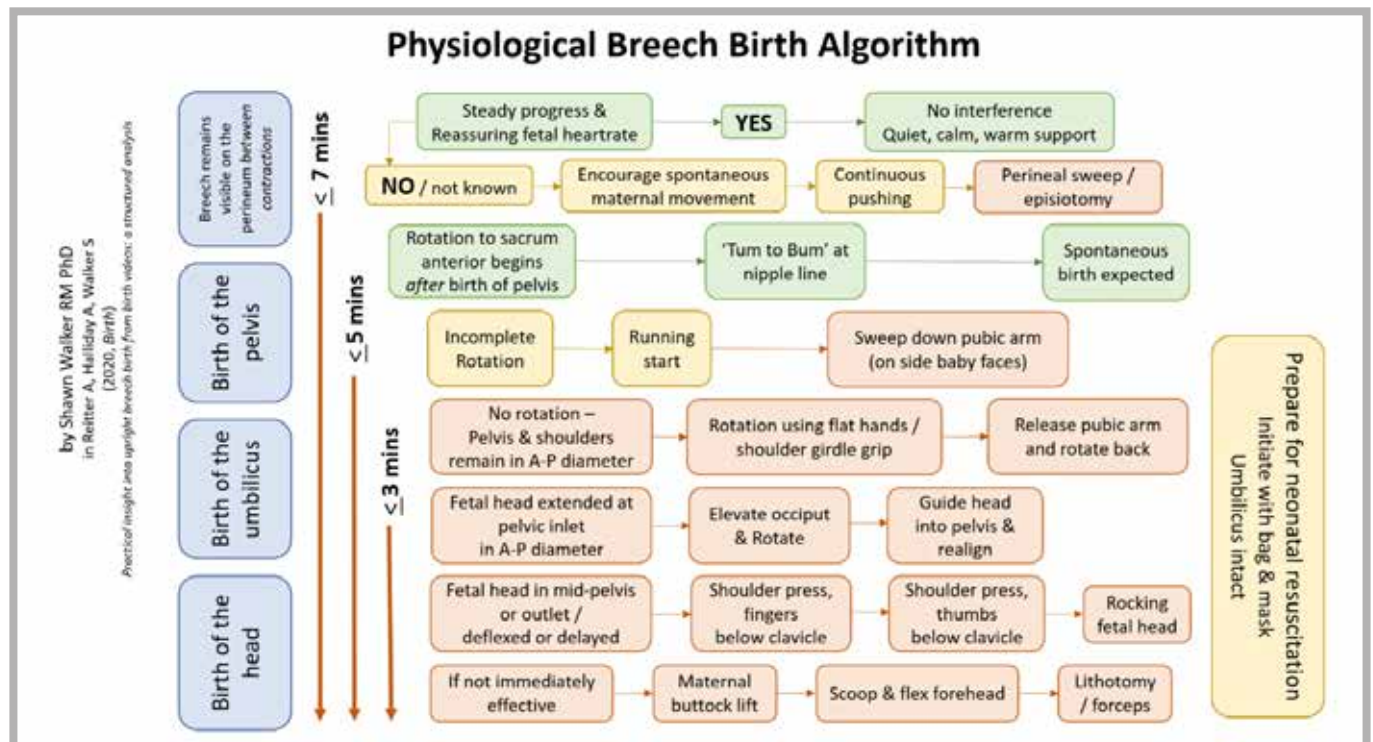 Physiological Breech Birth Algorithm
by Shawn Walker RM PhD
in Reitter A, Halliday A, Walker S
(2020, Birth)
Practical insight into upright breech birth from birth videos: a structured analysis
Breech remains
visible on the
perineum between
contractions
Birth of the
pelvis
Birth of the
umbilicus
Birth of the
head
≤ 7 mins
≤5 mins
≤3 mins
Steady progress &
Reassuring fetal heartrate
YES
No interference
Quiet, calm, warm support
NO / not known
Encourage spontaneous
maternal movement
Continuous
pushing
Perineal sweep /
episiotomy
Rotation to sacrum
anterior begins
after birth of pelvis
'Tum to Bum' at
nipple line
Spontaneous
birth expected
Incomplete
Rotation
Running
start
Sweep down pubic arm
(on side baby faces)
No rotation –
Pelvis & shoulders
remain in A-P diameter
Rotation using flat hands /
shoulder girdle grip
Release pubic arm
and rotate back
Fetal head extended at
pelvic inlet
in A-P diameter
Elevate occiput
& Rotate
Guide head
into pelvis &
realign
Fetal head in mid-pelvis
or outlet /
deflexed or delayed
Shoulder press,
fingers
below clavicle
Shoulder press,
thumbs
below clavicle
Rocking
fetal head
If not immediately
effective
Maternal
buttock lift
Scoop & flex forehead
Lithotomy
/ forceps
Prepare for neonatal resuscitation
Initiate with bag & mask
Umbilicus intact